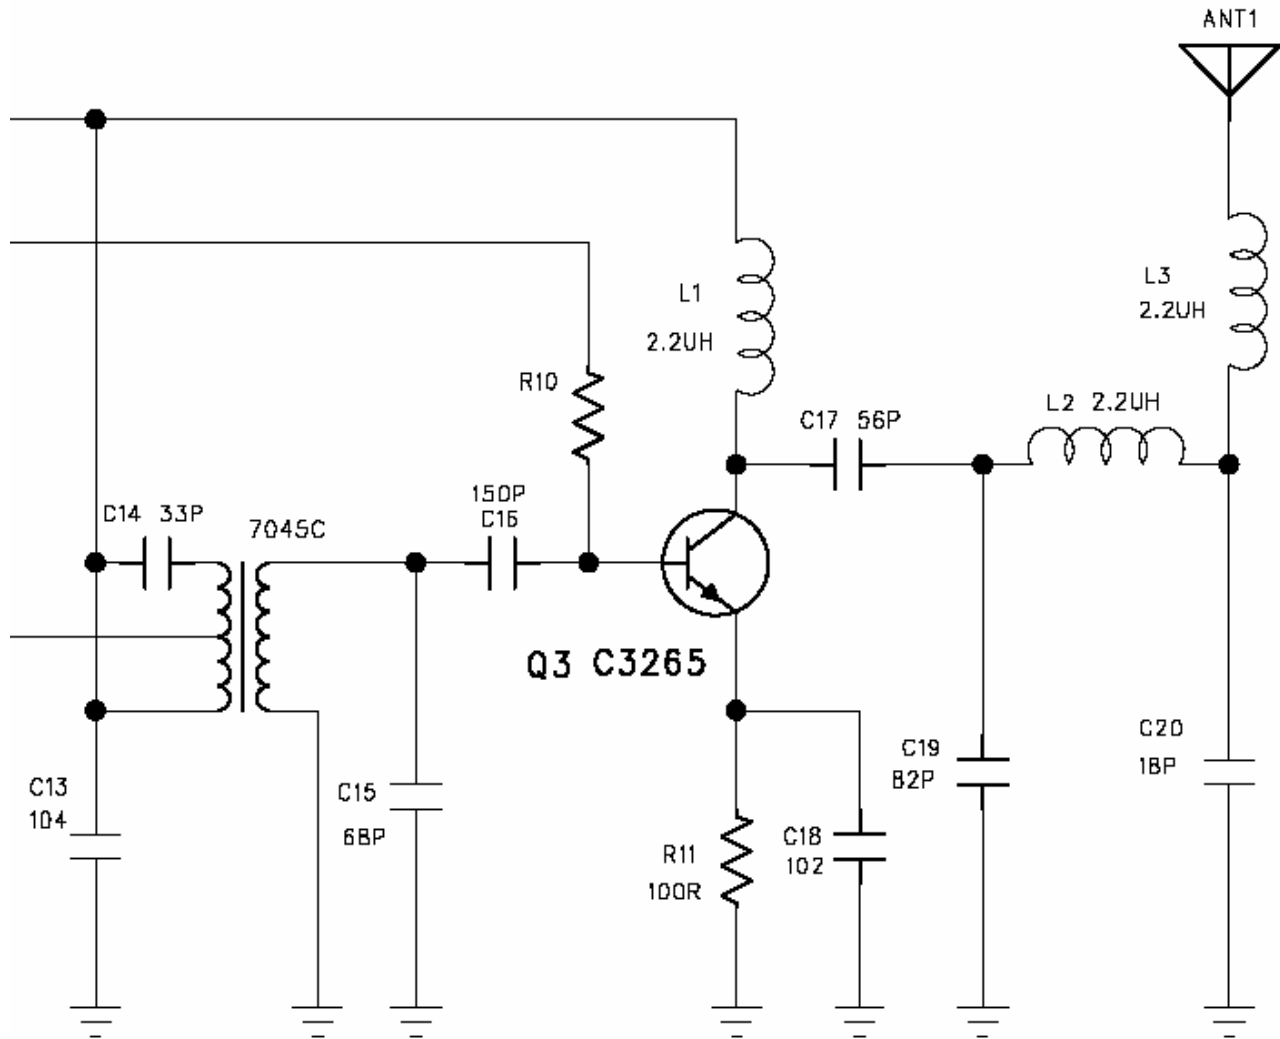 ANT1
L3
2.2UH
L1
2.2UH
R10
L2 2.2UH
C17 56P
150P
C16
C14 33P
7045C
Q3 C3265
C20
18P
C19
82P
C13
104
C15
68P
C18
102
R11
100R